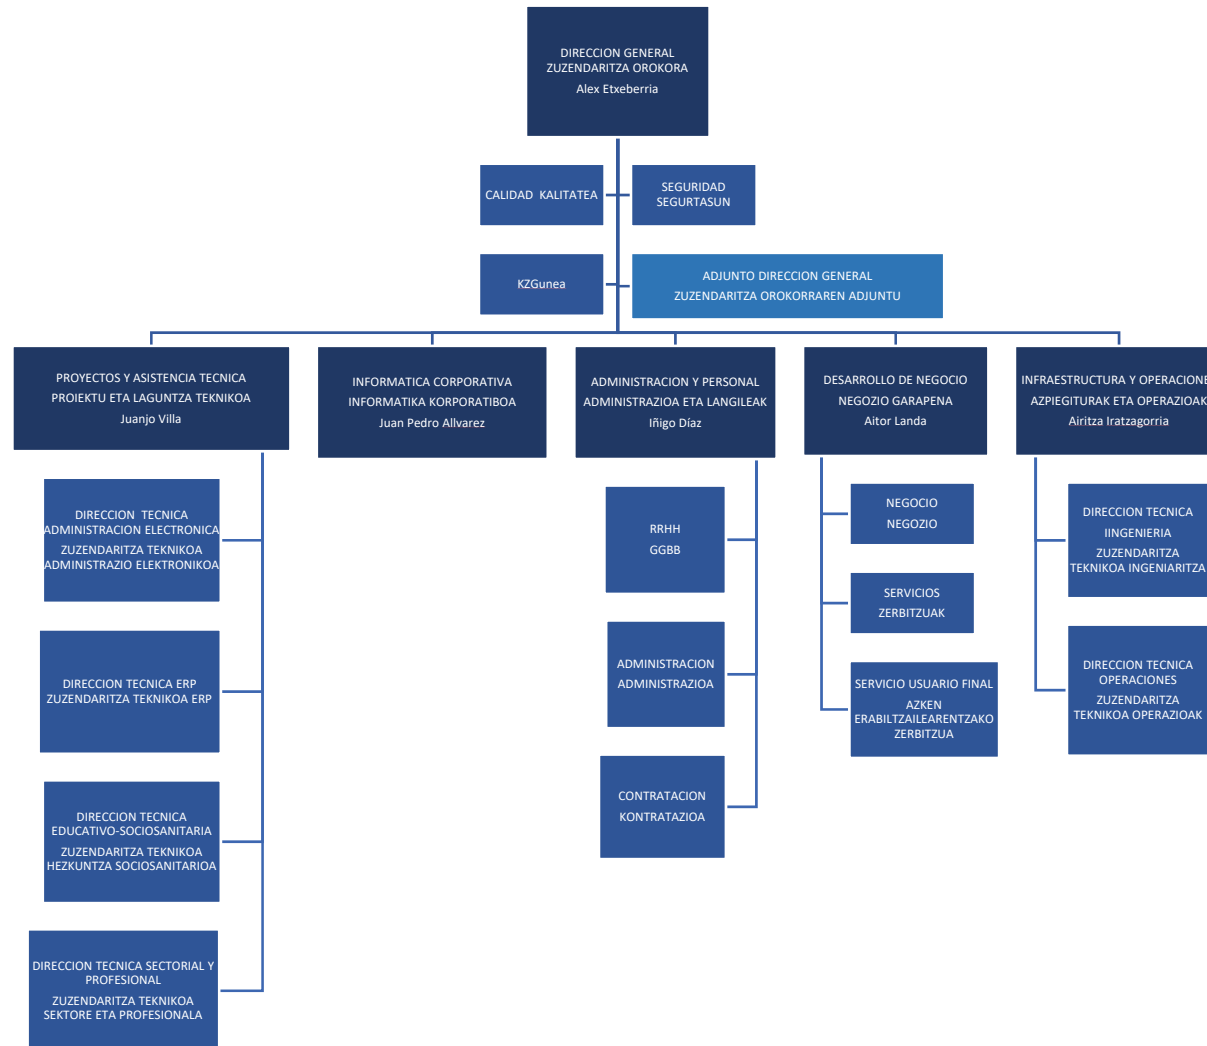 DIRECCION GENERAL
ZUZENDARITZA OROKORA
Alex Etxeberria
CALIDAD KALITATEA
SEGURIDAD
SEGURTASUN
KZGunea
ADJUNTO DIRECCION GENERAL
ZUZENDARITZA OROKORRAREN ADJUNTU
PROYECTOS Y ASISTENCIA TECNICA
PROIEKTU ETA LAGUNTZA TEKNIKOA
Juanjo Villa
INFORMATICA CORPORATIVA
INFORMATIKA KORPORATIBOA
Juan Pedro Allvarez
ADMINISTRACION Y PERSONAL
ADMINISTRAZIOA ETA LANGILEAK
Iñigo Díaz
DESARROLLO DE NEGOCIO
NEGOZIO GARAPENA
Aitor Landa
INFRAESTRUCTURA Y OPERACIONE
AZPIEGITURAK ETA OPERAZIOAK
Airitza Iratzagorria
DIRECCION TECNICA
ADMINISTRACION ELECTRONICA
ZUZENDARITZA TEKNIKOA
ADMINISTRAZIO ELEKTRONIKOA
DIRECCION TECNICA ERP
ZUZENDARITZA TEKNIKOA ERP
DIRECCION TECNICA
EDUCATIVO-SOCIOSANITARIA
ZUZENDARITZA TEKNIKOA
HEZKUNTZA SOCIOSANITARIOA
DIRECCION TECNICA SECTORIAL Y
PROFESIONAL
ZUZENDARITZA TEKNIKOA
SEKTORE ETA PROFESIONALA
RRHH
GGBB
ADMINISTRACION
ADMINISTRAZIOA
CONTRATACION
KONTRATAZIOA
NEGOCIO
NEGOZIO
SERVICIOS
ZERBITZUAK
SERVICIO USUARIO FINAL
AZKEN
ERABILTZAILEARENTZAKO
ZERBITZUA
DIRECCION TECNICA
IINGENIERIA
ZUZENDARITZA
TEKNIKOA INGENIARITZA
DIRECCION TECNICA
OPERACIONES
ZUZENDARITZA
TEKNIKOA OPERAZIOAK